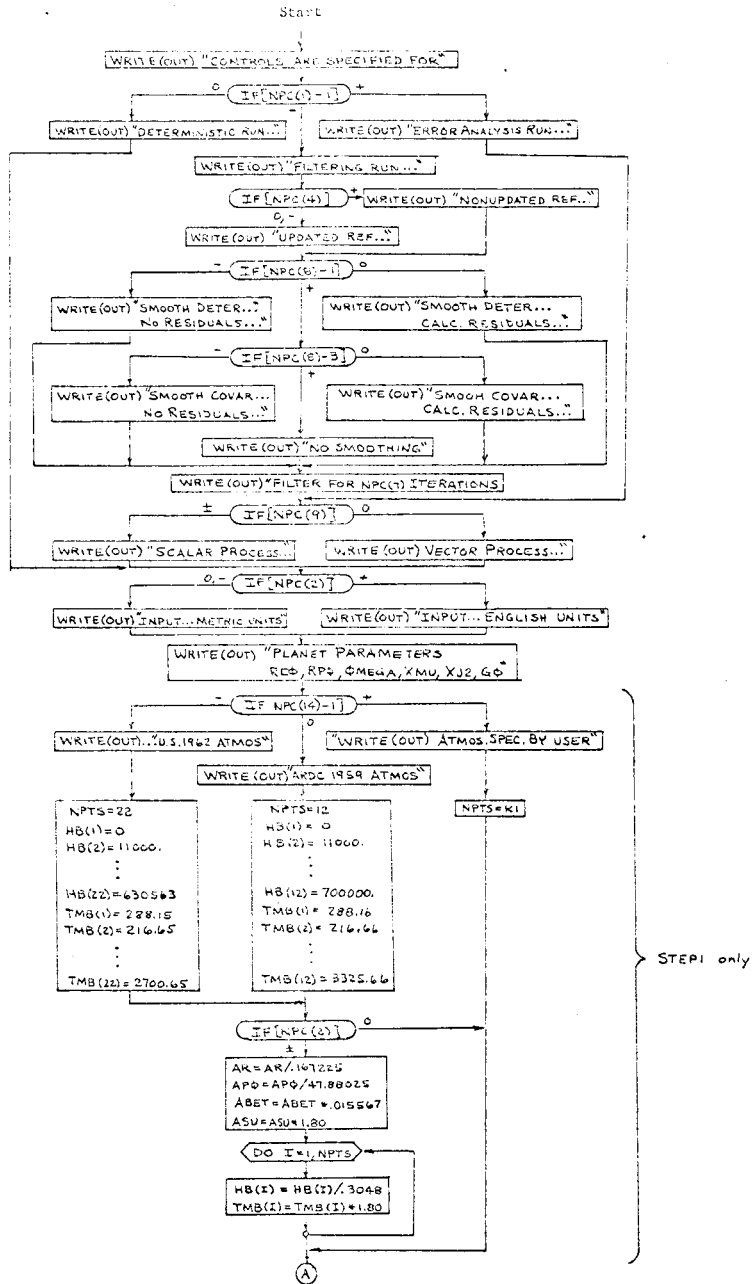 Start
WRITE(OUT) "CONTROLS ARE SPECIFIED FOR"
0 IF[NPC(1)-1] +
-
WRITE(OUT) "DETERMINISTIC RUN..."
WRITE(OUT) "ERROR ANALYSIS RUN..."
WRITE(OUT) "FILTERING RUN..."
IF[NPC(4)] + WRITE(OUT) "NONUPDATED REF..."
0,-
WRITE(OUT) "UPDATED REF..."
- IF[NPC(8)-1] 0
+
WRITE(OUT) "SMOOTH DETER...
NO RESIDUALS..."
WRITE(OUT) "SMOOTH DETER...
CALC. RESIDUALS..."
- IF[NPC(8)-3] 0
+
WRITE(OUT) "SMOOTH COVAR...
NO RESIDUALS..."
WRITE(OUT) "SMOOH COVAR...
CALC. RESIDUALS..."
WRITE(OUT) "NO SMOOTHING"
WRITE(OUT) "FILTER FOR NPC(7) ITERATIONS
± IF[NPC(9)] 0
WRITE(OUT) "SCALAR PROCESS..."
WRITE(OUT) VECTOR PROCESS..."
0,- IF[NPC(2)] +
WRITE(OUT) "INPUT...METRIC UNITS"
WRITE(OUT) "INPUT...ENGLISH UNITS"
WRITE(OUT) "PLANET PARAMETERS
REΦ, RPΦ, ΦMEGA, XMU, XJ2, GΦ"
- IF NPC(14)-1] +
0
WRITE(OUT)..."U.S.1962 ATMOS"
"WRITE(OUT) ATMOS. SPEC. BY USER"
WRITE(OUT) "ARDC 1959 ATMOS"
NPTS=22
HB(1)=0
HB(2)=11000.
HB(22)=630563
TMB(1)=288.15
TMB(2)=216.65
TMB(22)=2700.65
NPTS=12
HB(1)=0
HB(2)=11000.
HB(12)=700000.
TMB(1)=288.16
TMB(2)=216.66
TMB(12)=3325.66
NPTS=K1
STEP1 only
IF[NPC(2)] 0
±
AR=AR/.167225
APΦ=APΦ/47.88025
ABET=ABET*.015567
ASU=ASU*1.80
DO I=1,NPTS
HB(I)=HB(I)/.3048
TMB(I)=TMB(I)*1.80
A